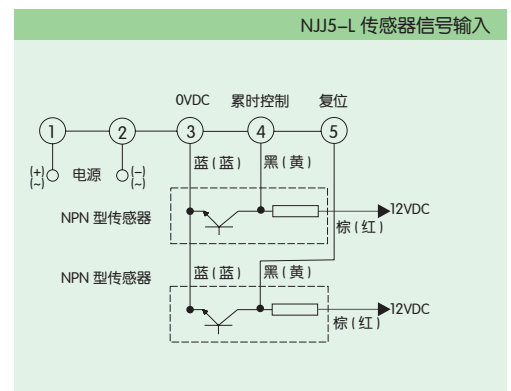 NJJ5-L 传感器信号输入
0VDC 累时控制 复位
1 2 3 4 5
蓝(蓝) 黑(黄)
(+) (~) 电源 (-) (~)
NPN 型传感器
12VDC
棕(红)
NPN 型传感器
蓝(蓝) 黑(黄)
12VDC
棕(红)